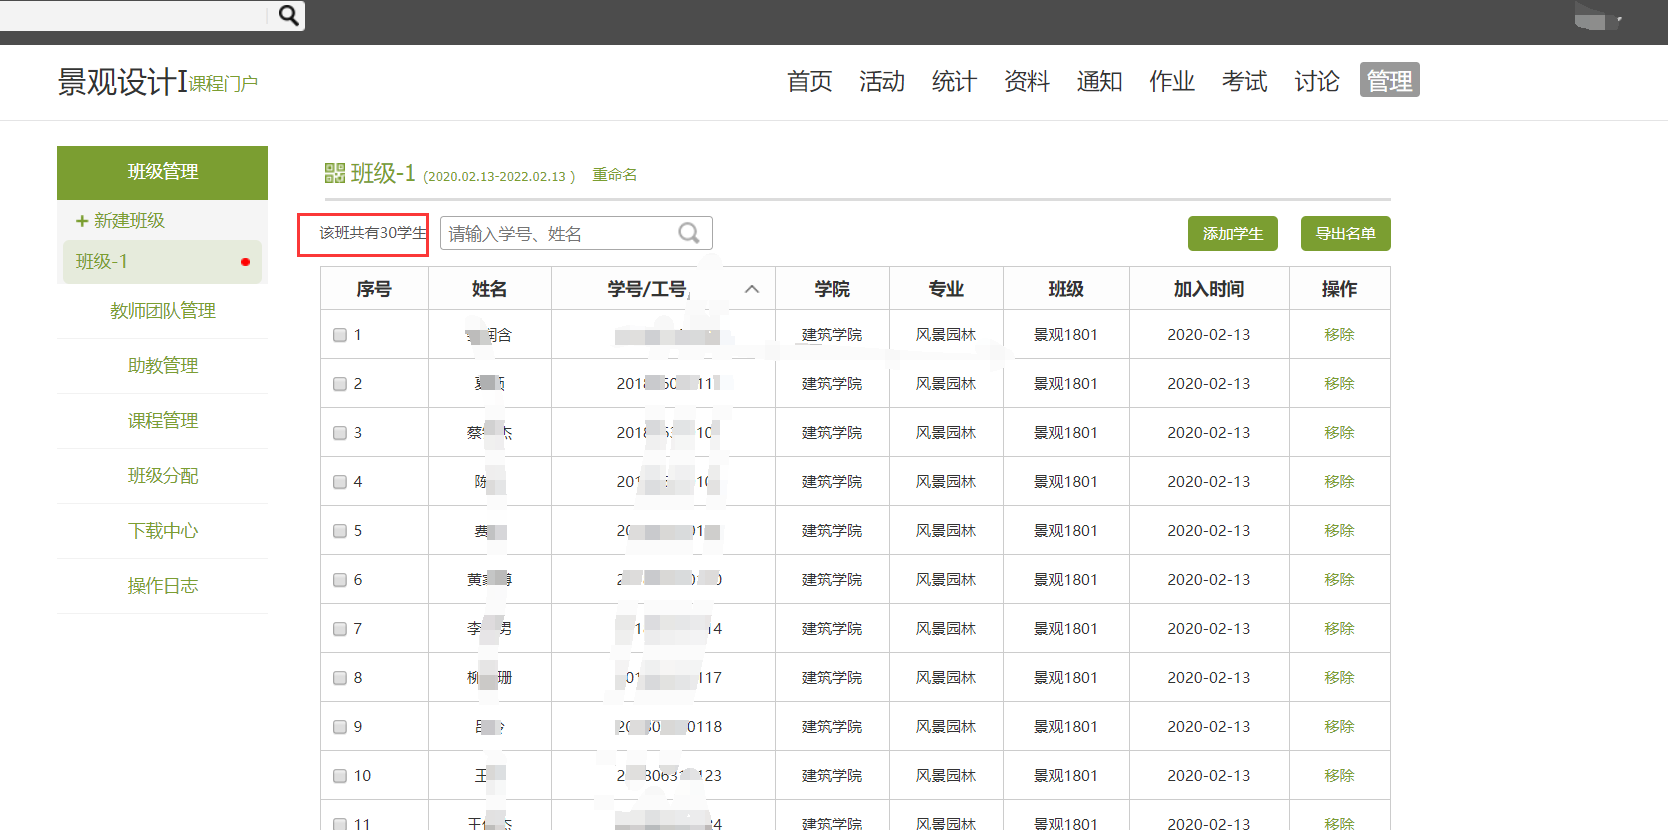 景观设计I课程门户
首页 活动 统计 资料 通知 作业 考试 讨论 管理
班级管理
+ 新建班级
班级-1
教师团队管理
助教管理
课程管理
班级分配
下载中心
操作日志
班级-1 (2020.02.13-2022.02.13 ) 重命名
该班共有30学生 请输入学号、姓名 添加学生 导出名单
序号 姓名 学号/工号 学院 专业 班级 加入时间 操作
1 建筑学院 风景园林 景观1801 2020-02-13 移除
2 建筑学院 风景园林 景观1801 2020-02-13 移除
3 蔡 杰 建筑学院 风景园林 景观1801 2020-02-13 移除
4 陈 建筑学院 风景园林 景观1801 2020-02-13 移除
5 费 建筑学院 风景园林 景观1801 2020-02-13 移除
6 黄 建筑学院 风景园林 景观1801 2020-02-13 移除
7 李 男 建筑学院 风景园林 景观1801 2020-02-13 移除
8 柳 珊 建筑学院 风景园林 景观1801 2020-02-13 移除
9 建筑学院 风景园林 景观1801 2020-02-13 移除
10 王 建筑学院 风景园林 景观1801 2020-02-13 移除
11 王 杰 建筑学院 风景园林 景观1801 2020-02-13 移除